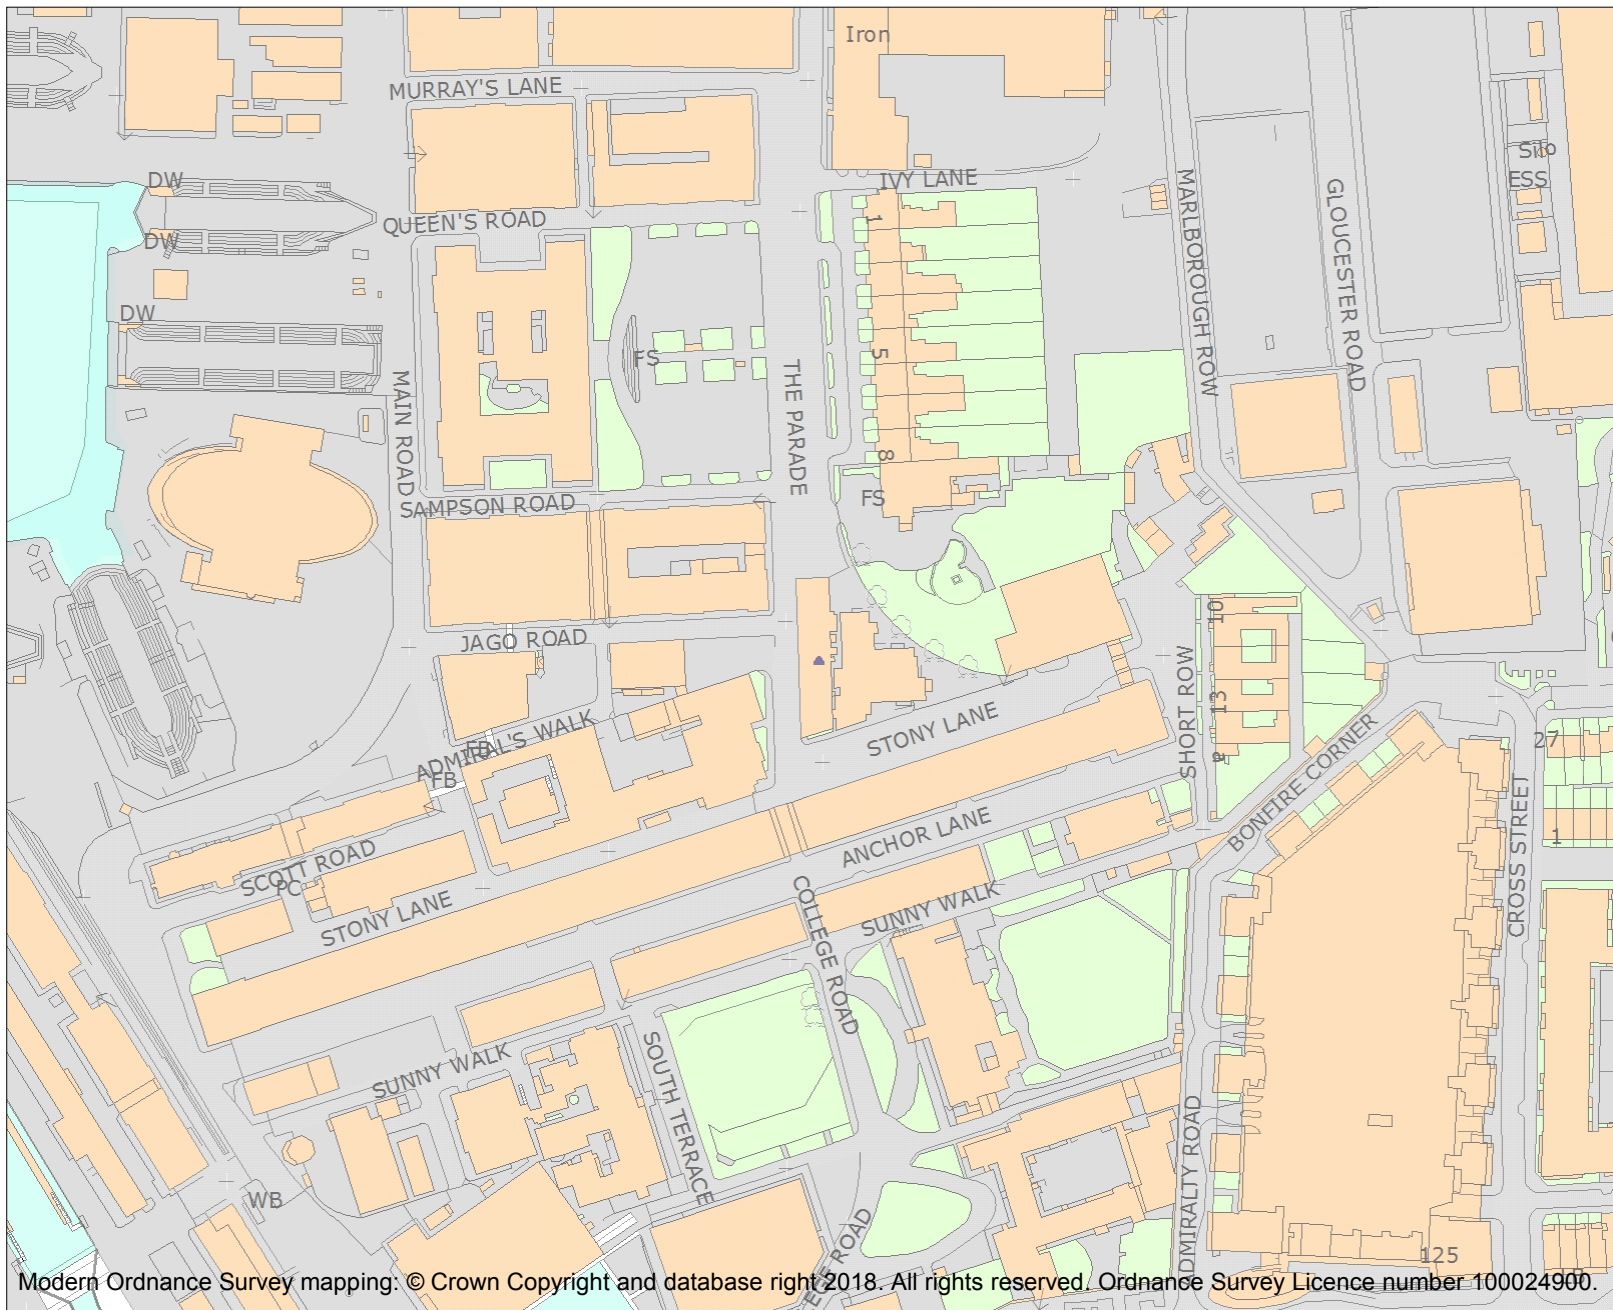 Iron
MURRAY'S LANE
Silo
ESS
IVY LANE
DW
QUEEN'S ROAD
1
MARLBOROUGH ROW
GLOUCESTER ROAD
DW
DW
FS
5
THE PARADE
MAIN ROAD
8
FS
SAMPSON ROAD
10
JAGO ROAD
SHORT ROW
13
STONY LANE
ADMIRAL'S WALK
FB
FB
27
BONFIRE CORNER
CROSS STREET
1
ANCHOR LANE
SCOTT ROAD
PC
STONY LANE
COLLEGE ROAD
SUNNY WALK
SUNNY WALK
SOUTH TERRACE
ADMIRALTY ROAD
WB
125
Modern Ordnance Survey mapping: © Crown Copyright and database right 2018. All rights reserved. Ordnance Survey Licence number 100024900.